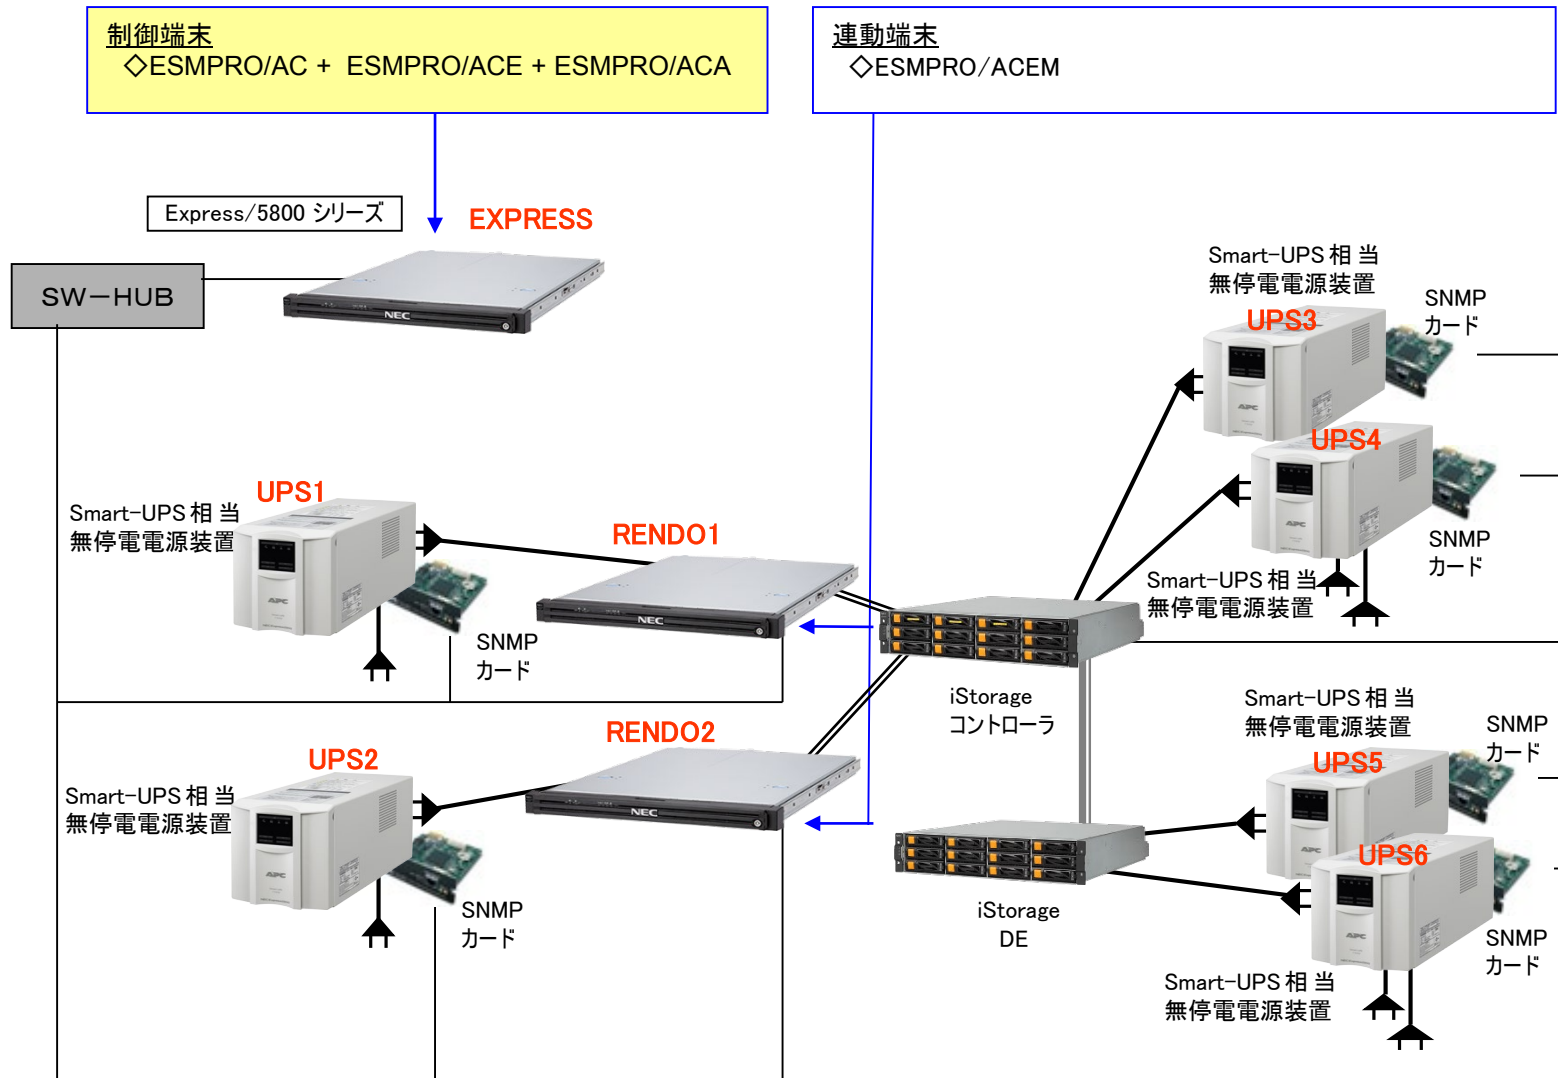 制御端末
◇ESMPRO/AC + ESMPRO/ACE + ESMPRO/ACA
連動端末
◇ESMPRO/ACEM
Express/5800 シリーズ
EXPRESS
SW－HUB
NEC
Smart-UPS 相 当
無停電電源装置
UPS3
SNMP
カード
APC
UPS4
APC
SNMP
カード
Smart-UPS 相 当
無停電電源装置
UPS1
Smart-UPS 相 当
無停電電源装置
APC
SNMP
カード
RENDO1
NEC
iStorage
コントローラ
RENDO2
NEC
UPS2
Smart-UPS 相 当
無停電電源装置
APC
SNMP
カード
Smart-UPS 相 当
無停電電源装置
UPS5
SNMP
カード
APC
UPS6
APC
SNMP
カード
iStorage
DE
Smart-UPS 相 当
無停電電源装置